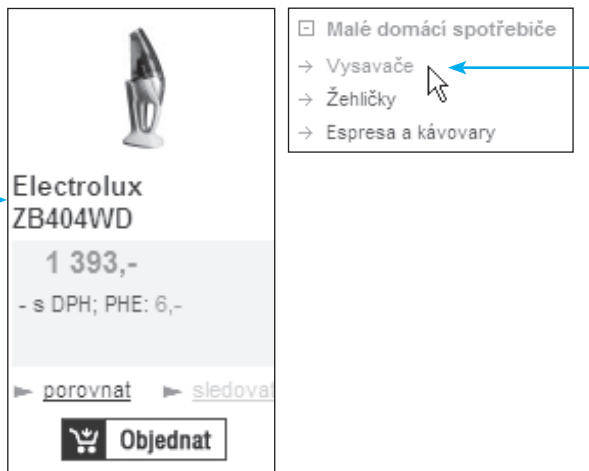 Electrolux
ZB404WD
1 393,-
- s DPH; PHE: 6,-
porovnat sledovat
Objednat
Malé domácí spotřebiče
Vysavače
Žehličky
Espresa a kávovary